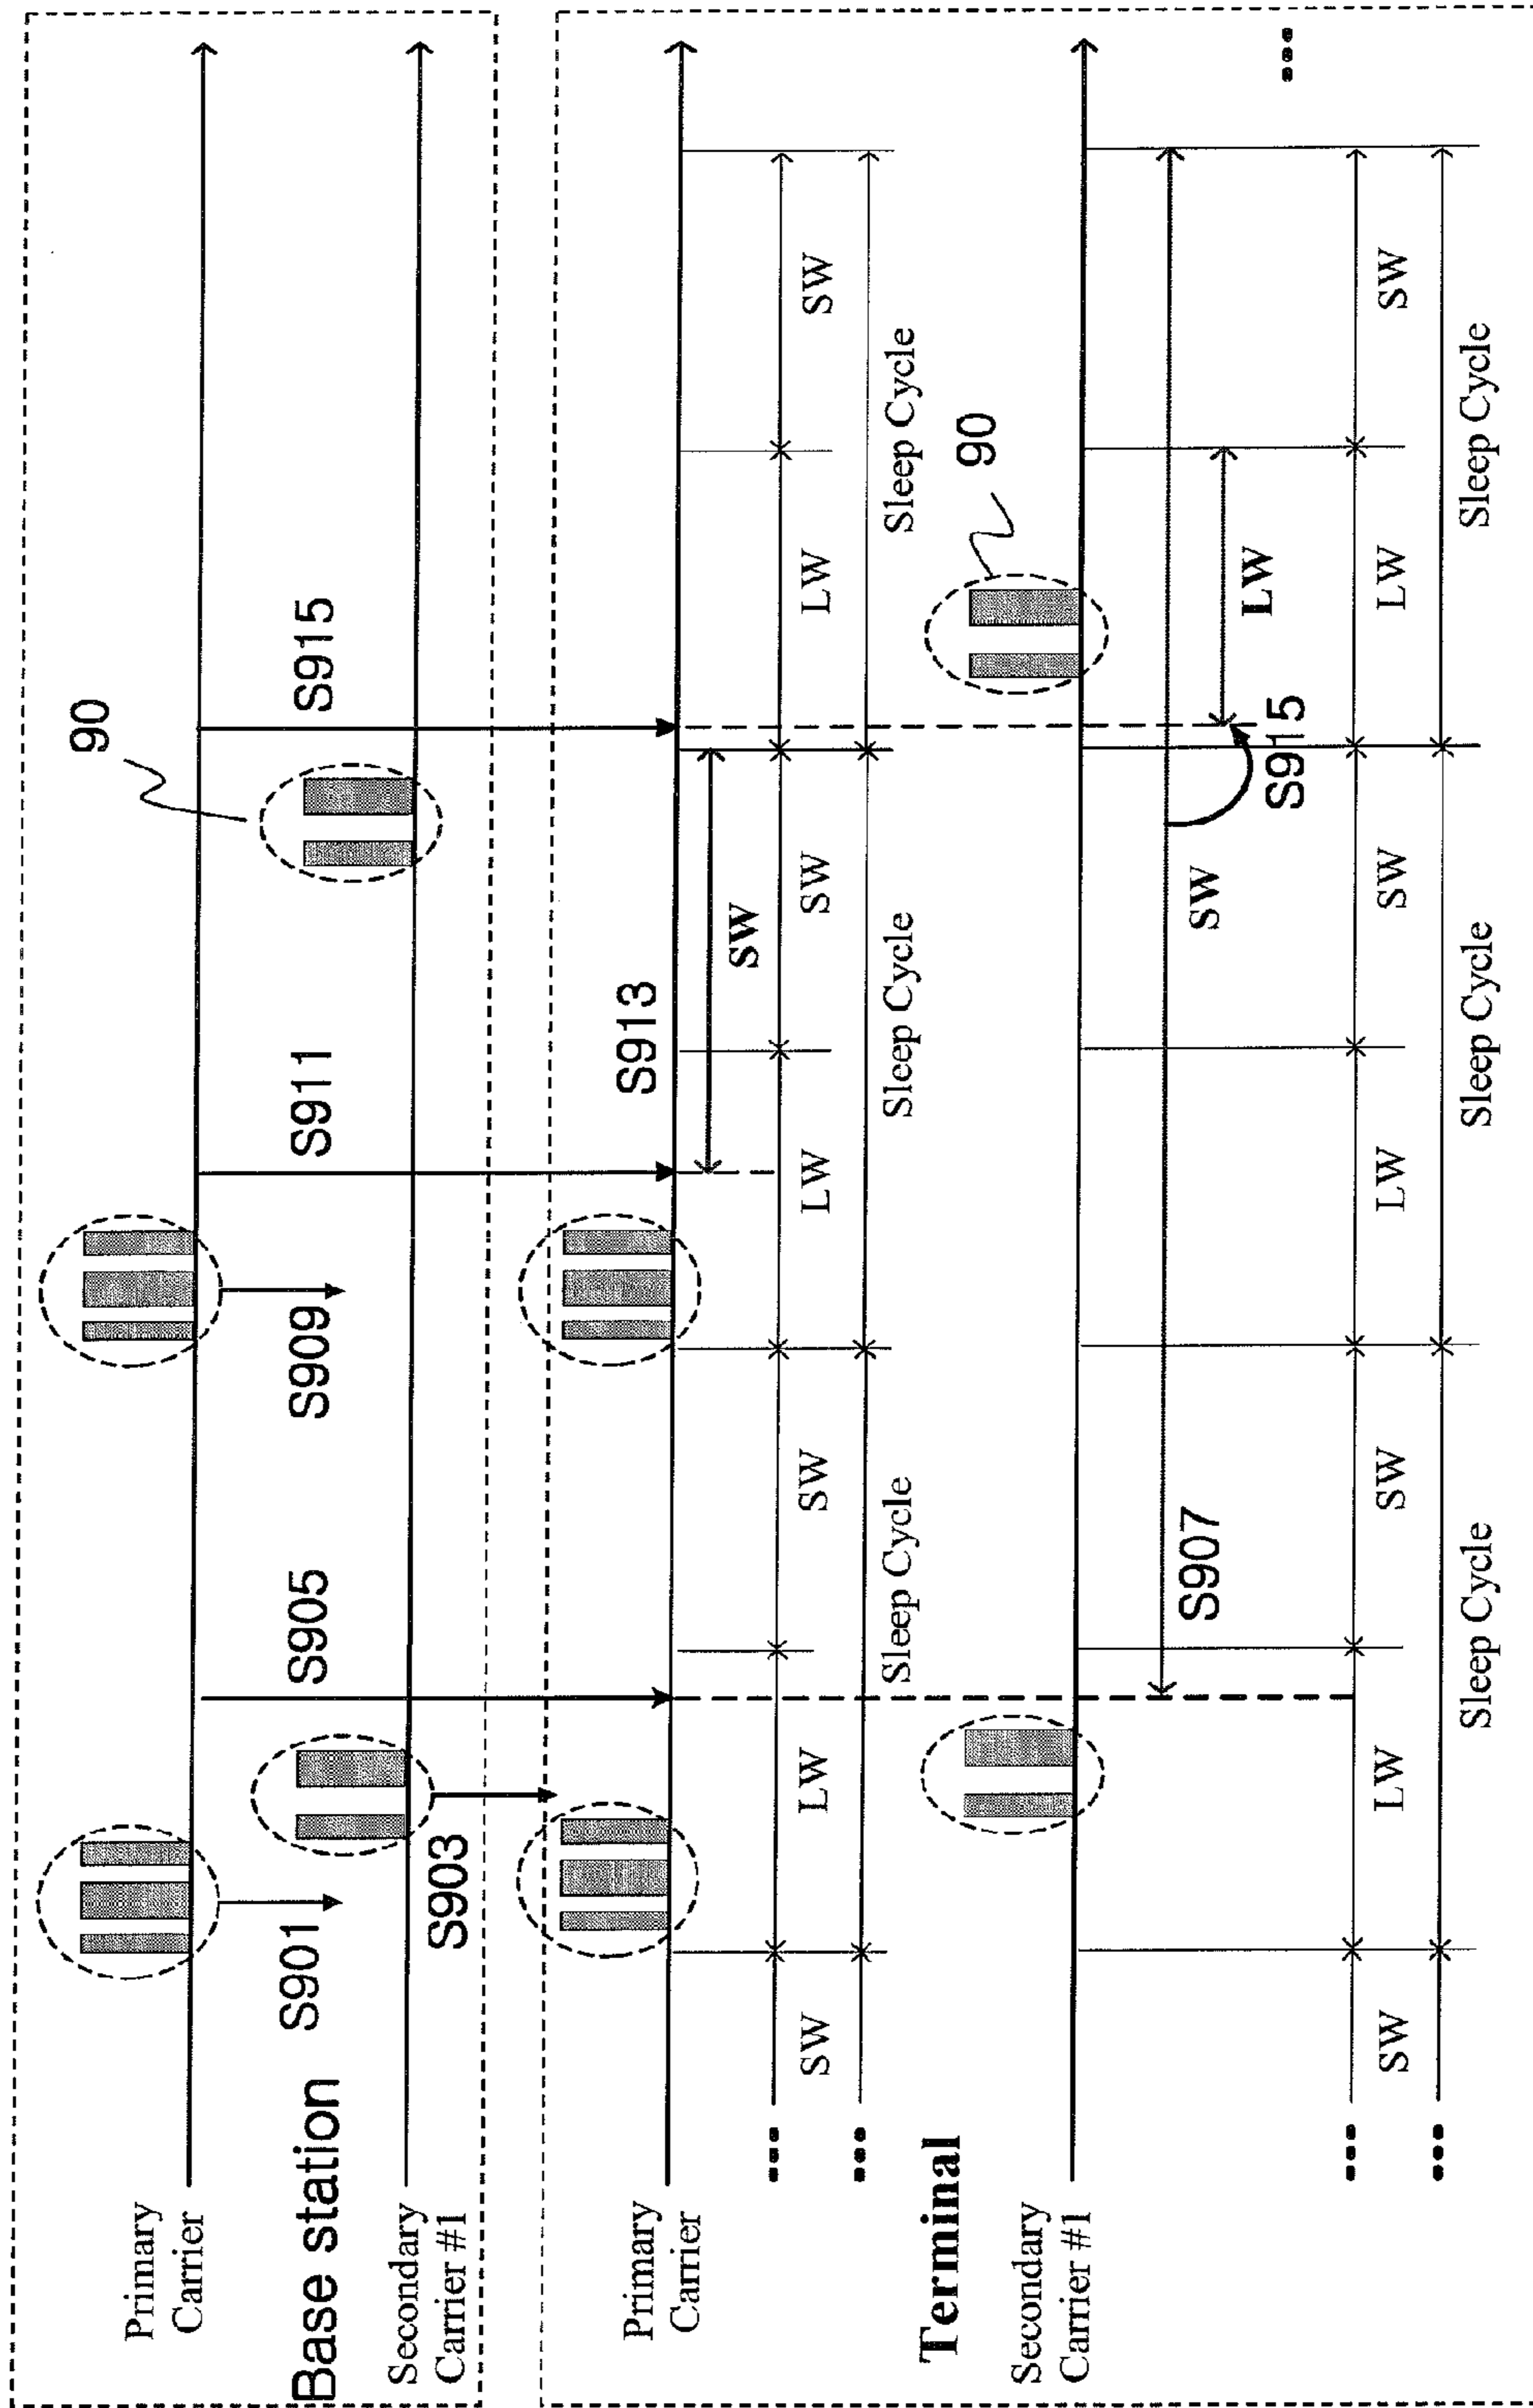 Primary
Carrier
Base station
Secondary
Carrier #1
S901
S903
S905
S909
S911
S915
90
Primary
Carrier
S913
SW
SW
LW
SW
LW
SW
LW
SW
Sleep Cycle
Sleep Cycle
Sleep Cycle
Terminal
Secondary
Carrier #1
90
S907
SW
S915
LW
SW
LW
SW
LW
SW
LW
SW
Sleep Cycle
Sleep Cycle
Sleep Cycle